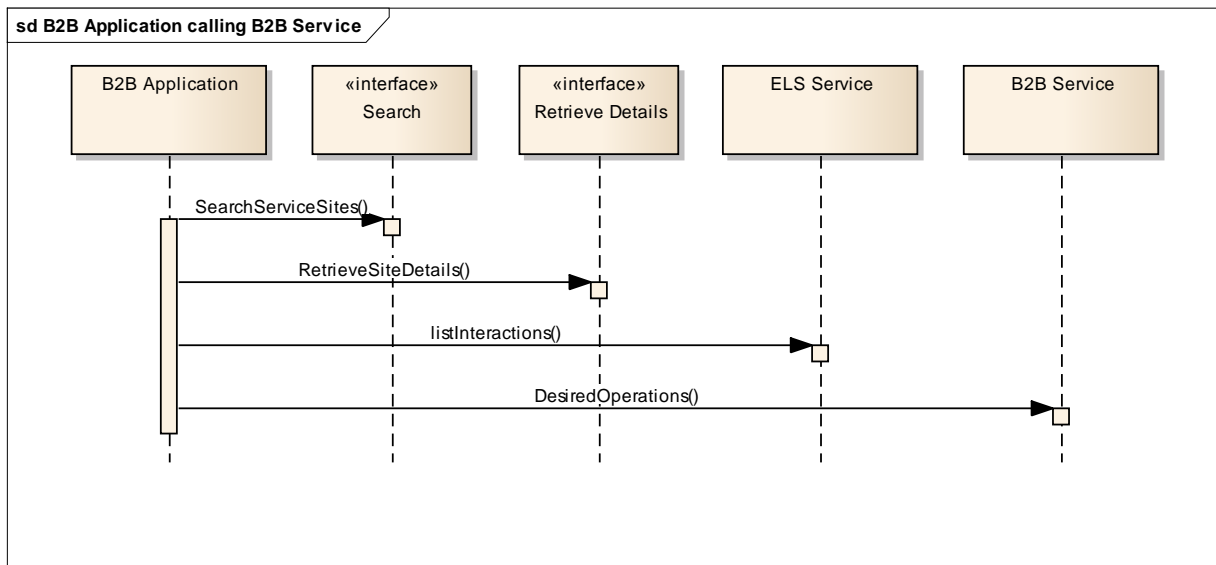 sd B2B Application calling B2B Service
B2B Application
«interface»
Search
«interface»
Retrieve Details
ELS Service
B2B Service
SearchServiceSites()
RetrieveSiteDetails()
listInteractions()
DesiredOperations()